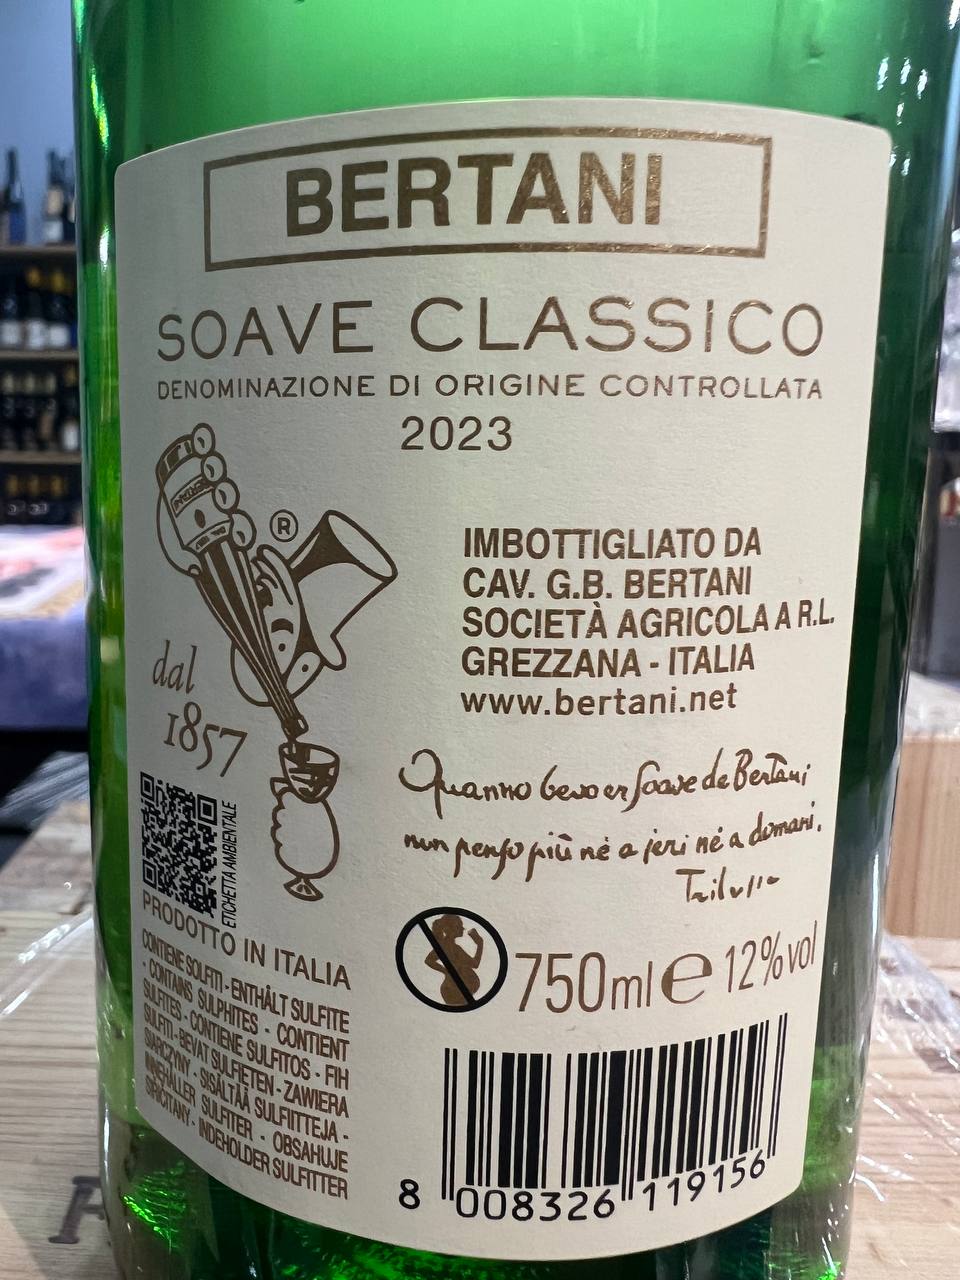 BERTANI
SOAVE CLASSICO
DENOMINAZIONE DI ORIGINE CONTROLLATA
2023
BERTANI
®
IMBOTTIGLIATO DA
CAV. G.B. BERTANI
SOCIETÀ AGRICOLA A R.L.
GREZZANA - ITALIA
www.bertani.net
dal
1857
Quanno bevo er Soave de Bertani
nun penso più né a jeri né a domani.
Trilussa
ETICHETTA AMBIENTALE
PRODOTTO IN ITALIA
CONTIENE SOLFITI - ENTHÄLT SULFITE
- CONTAINS SULPHITES - CONTIENT
SULFITES - CONTIENE SULFITOS - FIH
SULFITI - BEVAT SULFIETEN - ZAWIERA
SIARCZYNY - SISÄLTÄÄ SULFIITTEJA -
INNEHÅLLER SULFITER - OBSAHUJE
SIŘIČITANY - INDEHOLDER SULFITTER
750ml e 12%vol
8 008326 119156